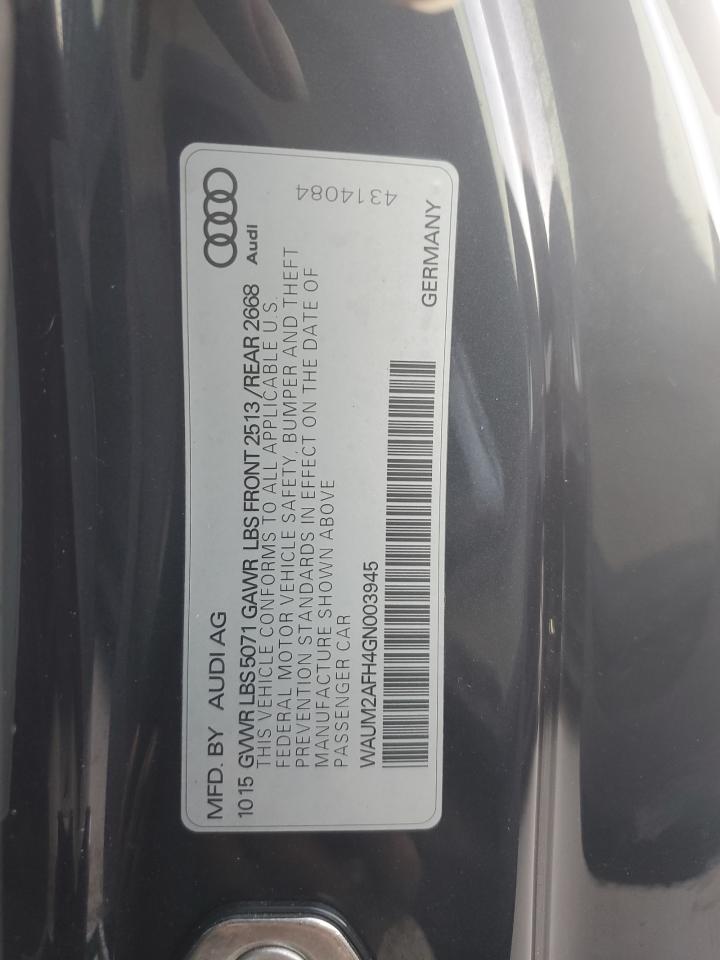 MFD. BY AUDI AG
10 15 GVWR LBS 5071 GAWR LBS FRONT 2513 /REAR 2668
Audi
THIS VEHICLE CONFORMS TO ALL APPLICABLE U.S.
FEDERAL MOTOR VEHICLE SAFETY, BUMPER AND THEFT
PREVENTION STANDARDS IN EFFECT ON THE DATE OF
MANUFACTURE SHOWN ABOVE
PASSENGER CAR
4314084
WAUM2AFH4GN003945
GERMANY